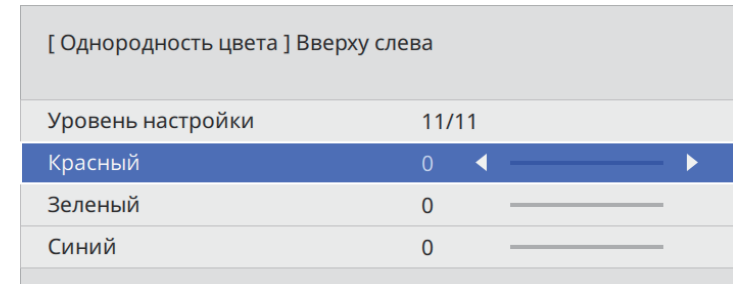 [ Однородность цвета ] Вверху слева
Уровень настройки 11/11
Красный 0
Зеленый 0
Синий 0